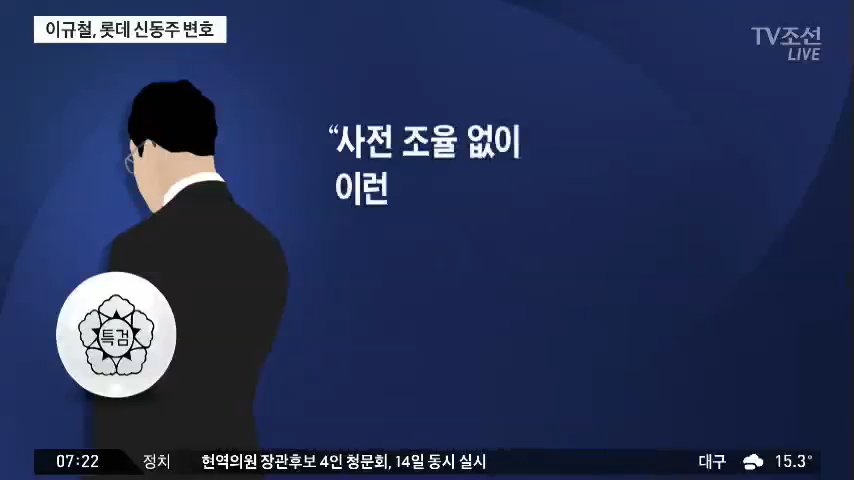 이규철, 롯데 신동주 변호
TV조선
LIVE
“사전 조율 없이
이런
특검
07:22 정치 현역의원 장관후보 4인 청문회, 14일 동시 실시 대구 15.3°